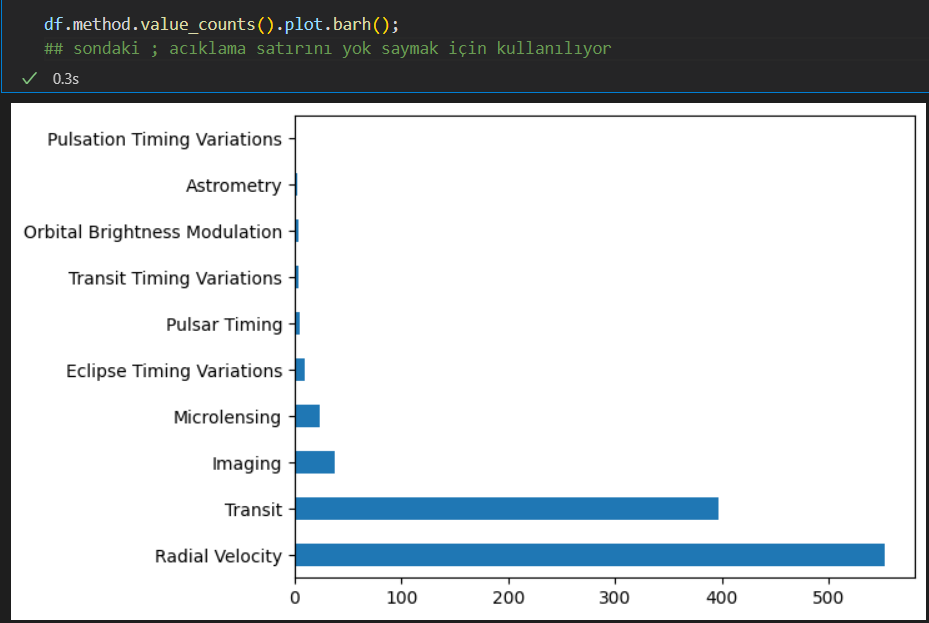 df.method.value_counts().plot.barh();
## sondaki ; acıklama satırını yok saymak için kullanılıyor
0.3s
Pulsation Timing Variations
Astrometry
Orbital Brightness Modulation
Transit Timing Variations
Pulsar Timing
Eclipse Timing Variations
Microlensing
Imaging
Transit
Radial Velocity
0 100 200 300 400 500